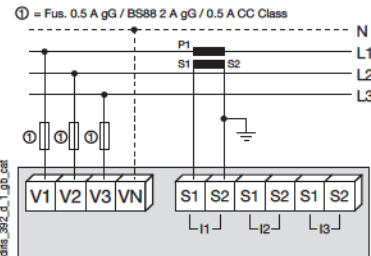 ① = Fus. 0.5 A gG / BS88 2 A gG / 0.5 A CC Class
N
P1
L1
S1 S2
L2
L3
① ① ①
V1 V2 V3 VN S1 S2 S1 S2 S1 S2
I1 I2 I3
diris_392_d_1_gb_cat